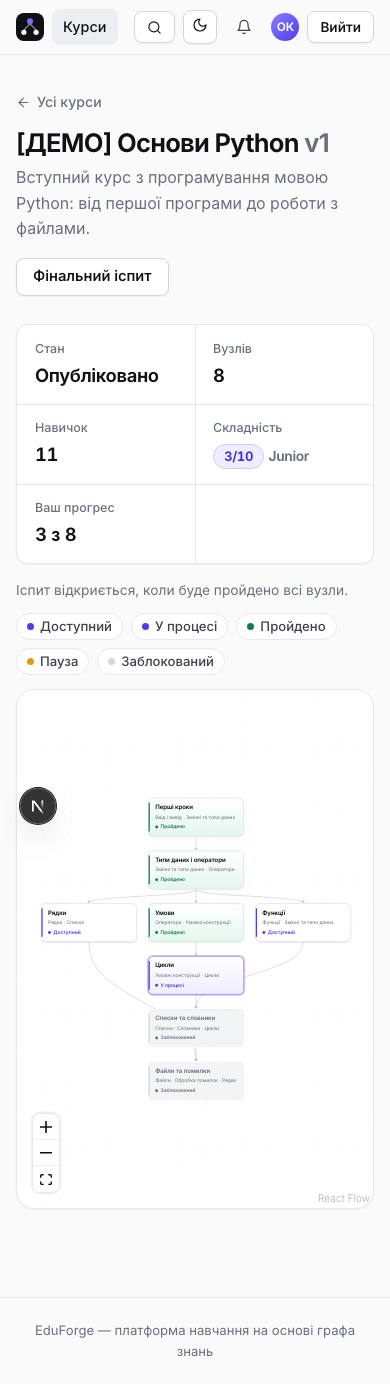 Курси
OK
Вийти
← Усі курси
[ДЕМО] Основи Python v1
Вступний курс з програмування мовою
Python: від першої програми до роботи з
файлами.
Фінальний іспит
Стан
Опубліковано
Вузлів
8
Навичок
11
Складність
3/10 Junior
Ваш прогрес
3 з 8
Іспит відкриється, коли буде пройдено всі вузли.
Доступний
У процесі
Пройдено
Пауза
Заблокований
N
Перші кроки
Ввід і вивід · Змінні та типи даних
Пройдено
Типи даних і оператори
Змінні та типи даних · Оператори
Пройдено
Рядки
Рядки · Списки
Доступний
Умови
Оператори · Умовні конструкції
Пройдено
Функції
Функції · Змінні та типи даних
Доступний
Цикли
Умовні конструкції · Цикли
У процесі
Списки та словники
Списки · Словники · Цикли
Заблокований
Файли та помилки
Файли · Обробка помилок · Рядки
Заблокований
React Flow
EduForge — платформа навчання на основі графа
знань